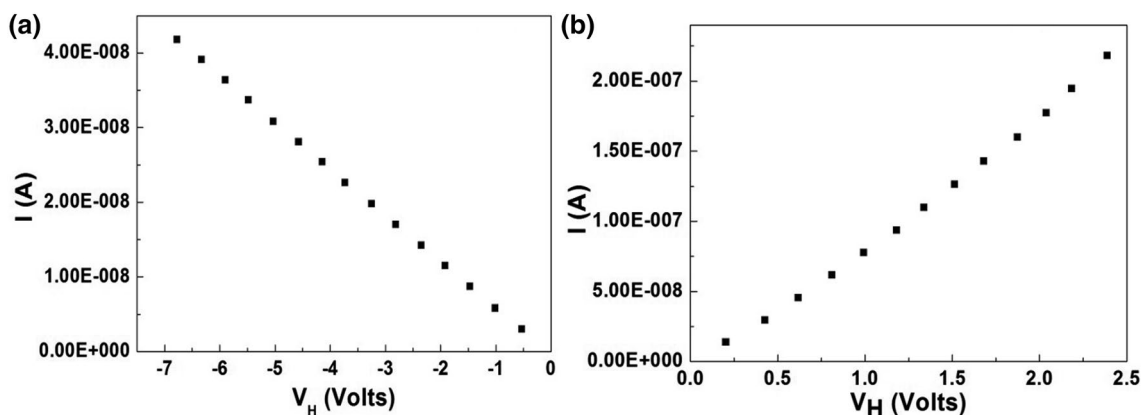 (a)
I (A)
4.00E-008
3.00E-008
2.00E-008
1.00E-008
0.00E+000
-7 -6 -5 -4 -3 -2 -1 0
V_H (Volts)
(b)
I (A)
2.00E-007
1.50E-007
1.00E-007
5.00E-008
0.00E+000
0.0 0.5 1.0 1.5 2.0 2.5
V_H (Volts)